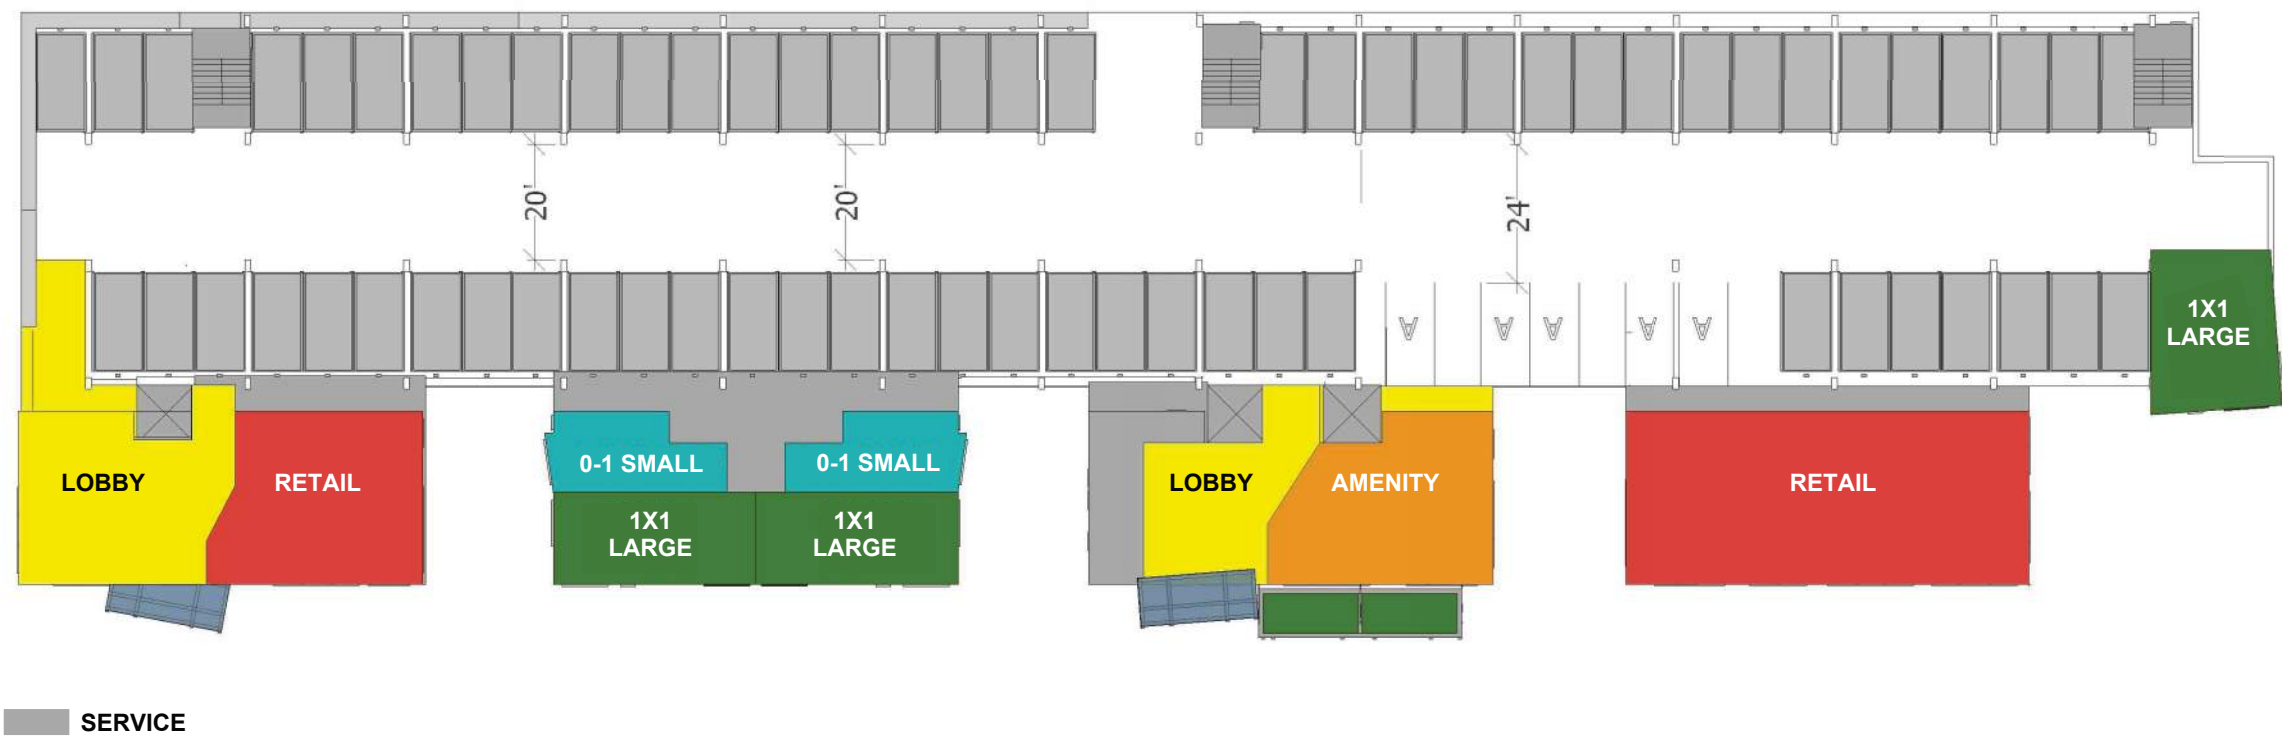 20'
20'
24'
A
A
A
A
A
1X1
LARGE
LOBBY
RETAIL
0-1 SMALL
0-1 SMALL
1X1
LARGE
1X1
LARGE
LOBBY
AMENITY
RETAIL
SERVICE